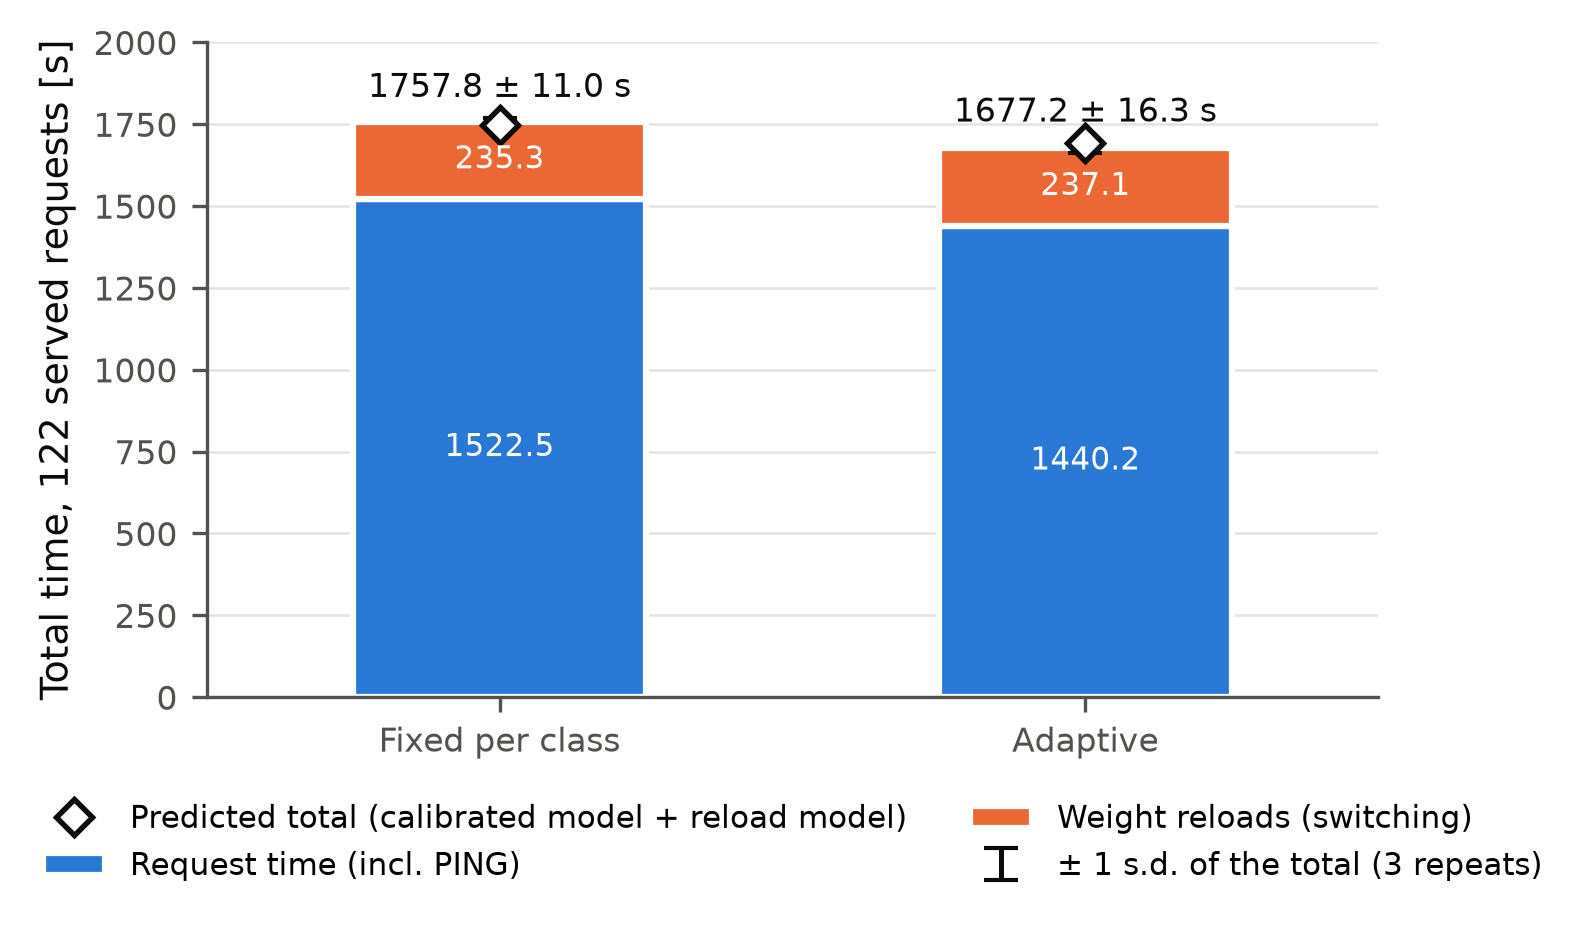 Total time, 122 served requests [s]
2000
1750
1500
1250
1000
750
500
250
0
1757.8 ± 11.0 s
235.3
1522.5
1677.2 ± 16.3 s
237.1
1440.2
Fixed per class
Adaptive
Predicted total (calibrated model + reload model)
Request time (incl. PING)
Weight reloads (switching)
± 1 s.d. of the total (3 repeats)